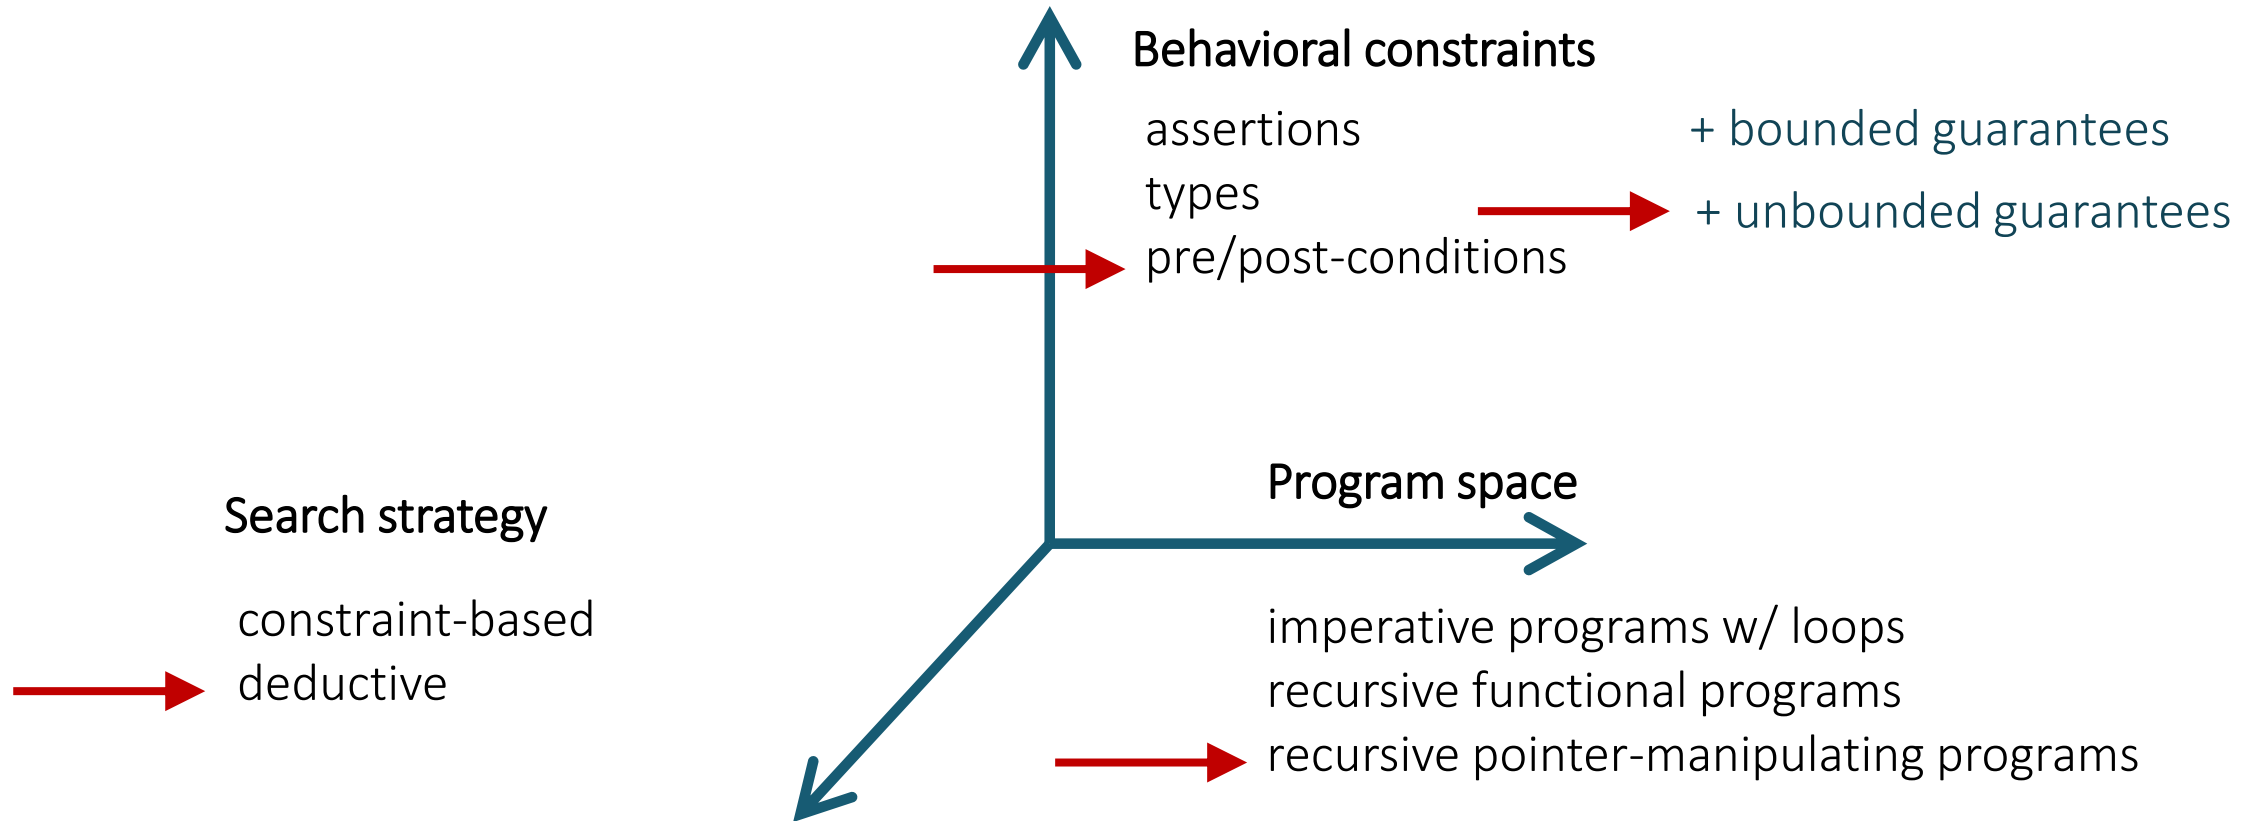 Behavioral constraints
assertions
+ bounded guarantees
types
+ unbounded guarantees
pre/post-conditions
Program space
imperative programs w/ loops
recursive functional programs
recursive pointer-manipulating programs
Search strategy
constraint-based
deductive